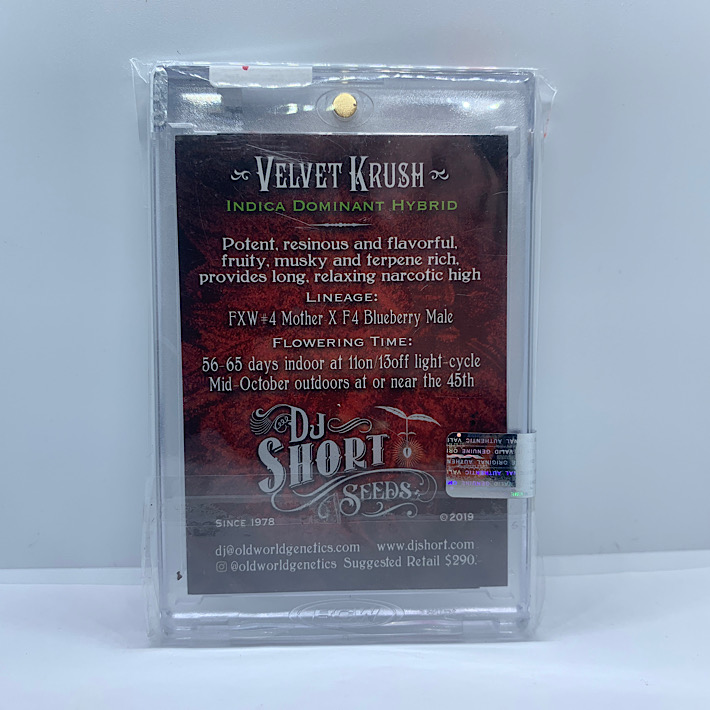 VELVET KRUSH
INDICA DOMINANT HYBRID
Potent, resinous and flavorful,
fruity, musky and terpene rich,
provides long, relaxing narcotic high
LINEAGE:
FXW#4 Mother X F4 Blueberry Male
FLOWERING TIME:
56-65 days indoor at 11on/13off light-cycle
Mid-October outdoors at or near the 45th
DJ
SHORT
SEEDS
SINCE 1978 ©2019
dj@oldworldgenetics.com www.djshort.com
@oldworldgenetics Suggested Retail $290.